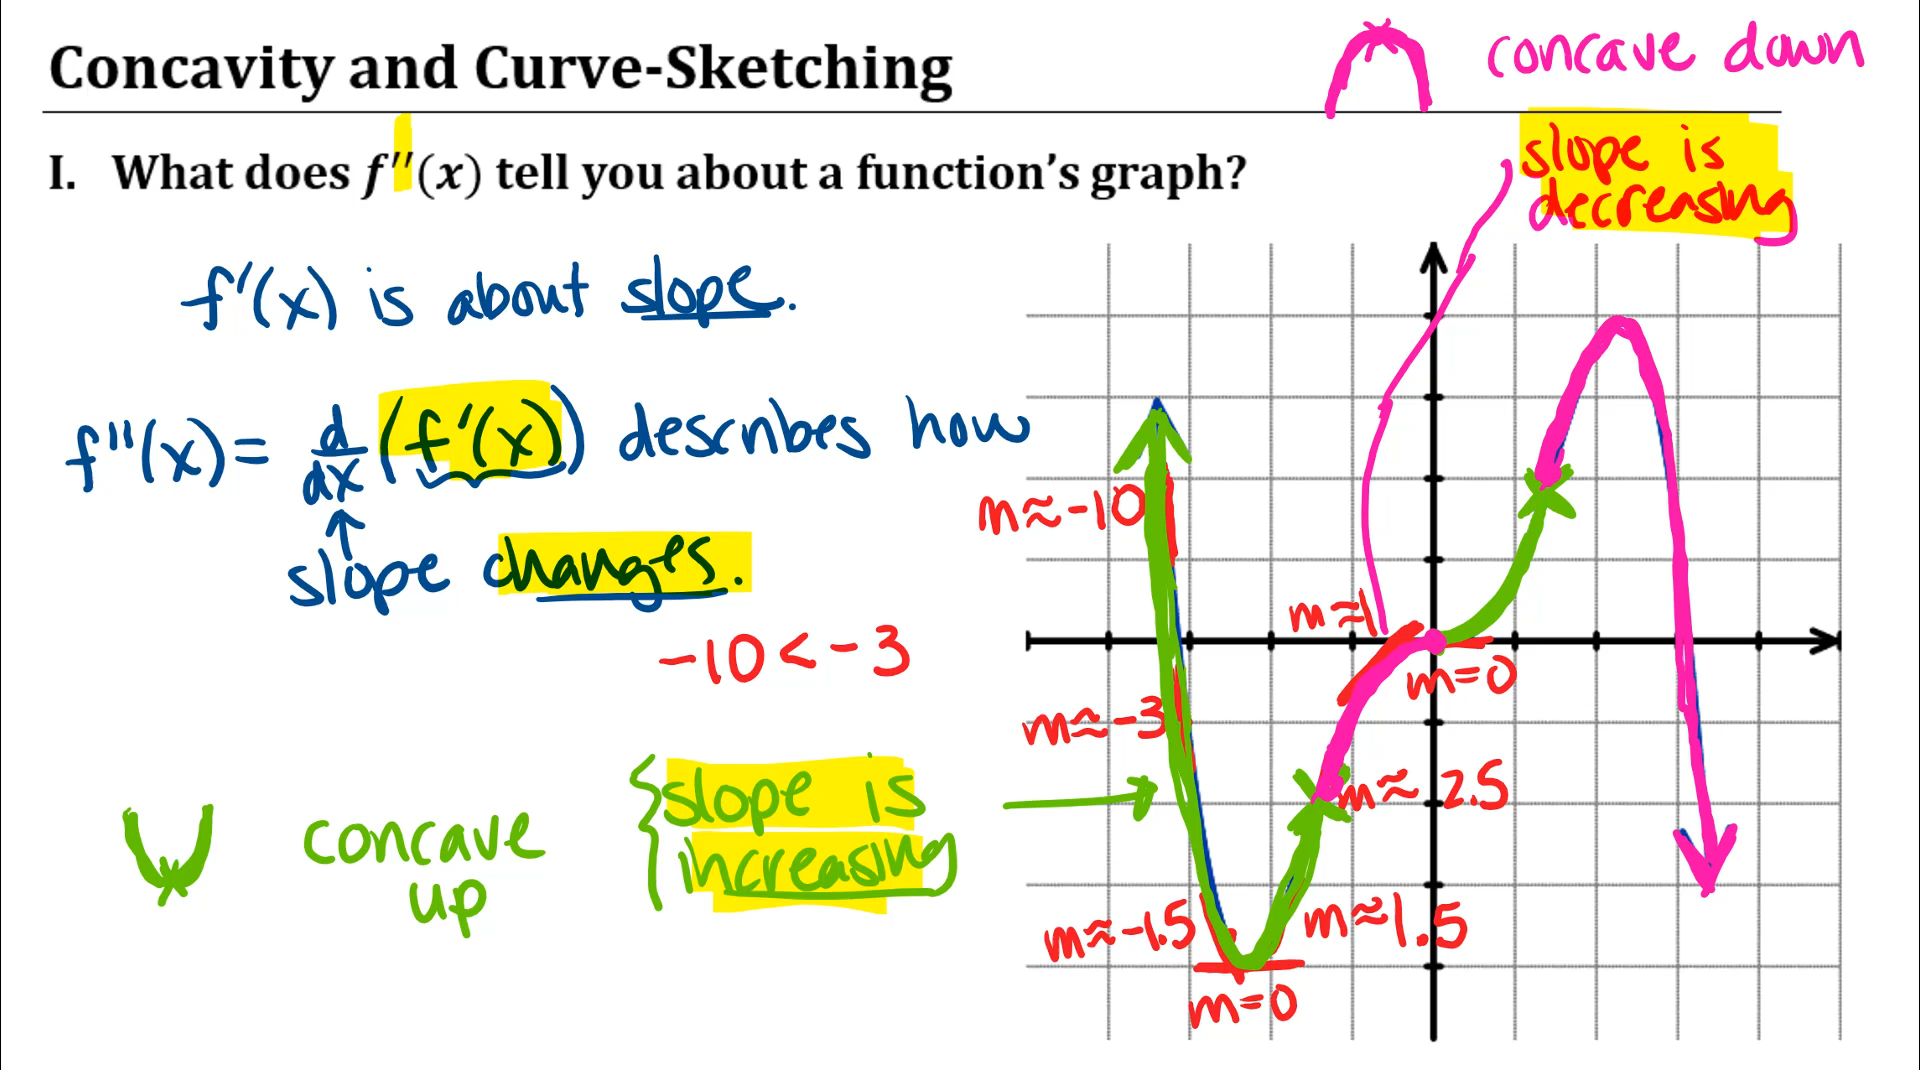 Concavity and Curve-Sketching
concave down
I. What does f''(x) tell you about a function's graph?
slope is
decreasing
f'(x) is about slope.
f''(x) = d/dx (f'(x)) describes how
slope changes.
-10 < -3
concave
up
slope is
increasing
m≈-10
m≈1
m=0
m≈-3
m≈ 2.5
m≈-1.5
m≈1.5
m=0